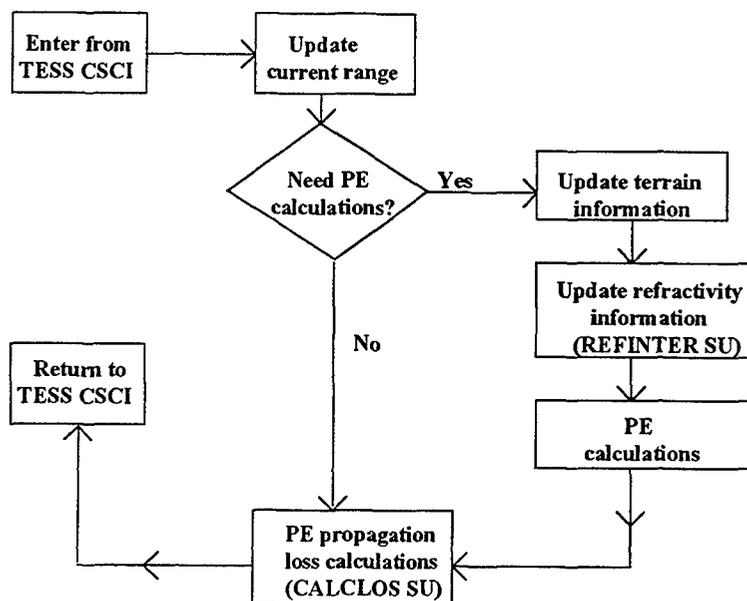 Enter from
TESS CSCI
Update
current range
Need PE
calculations?
Yes
Update terrain
information
Update refractivity
information
(REFINTER SU)
No
Return to
TESS CSCI
PE
calculations
PE propagation
loss calculations
(CALCLOS SU)